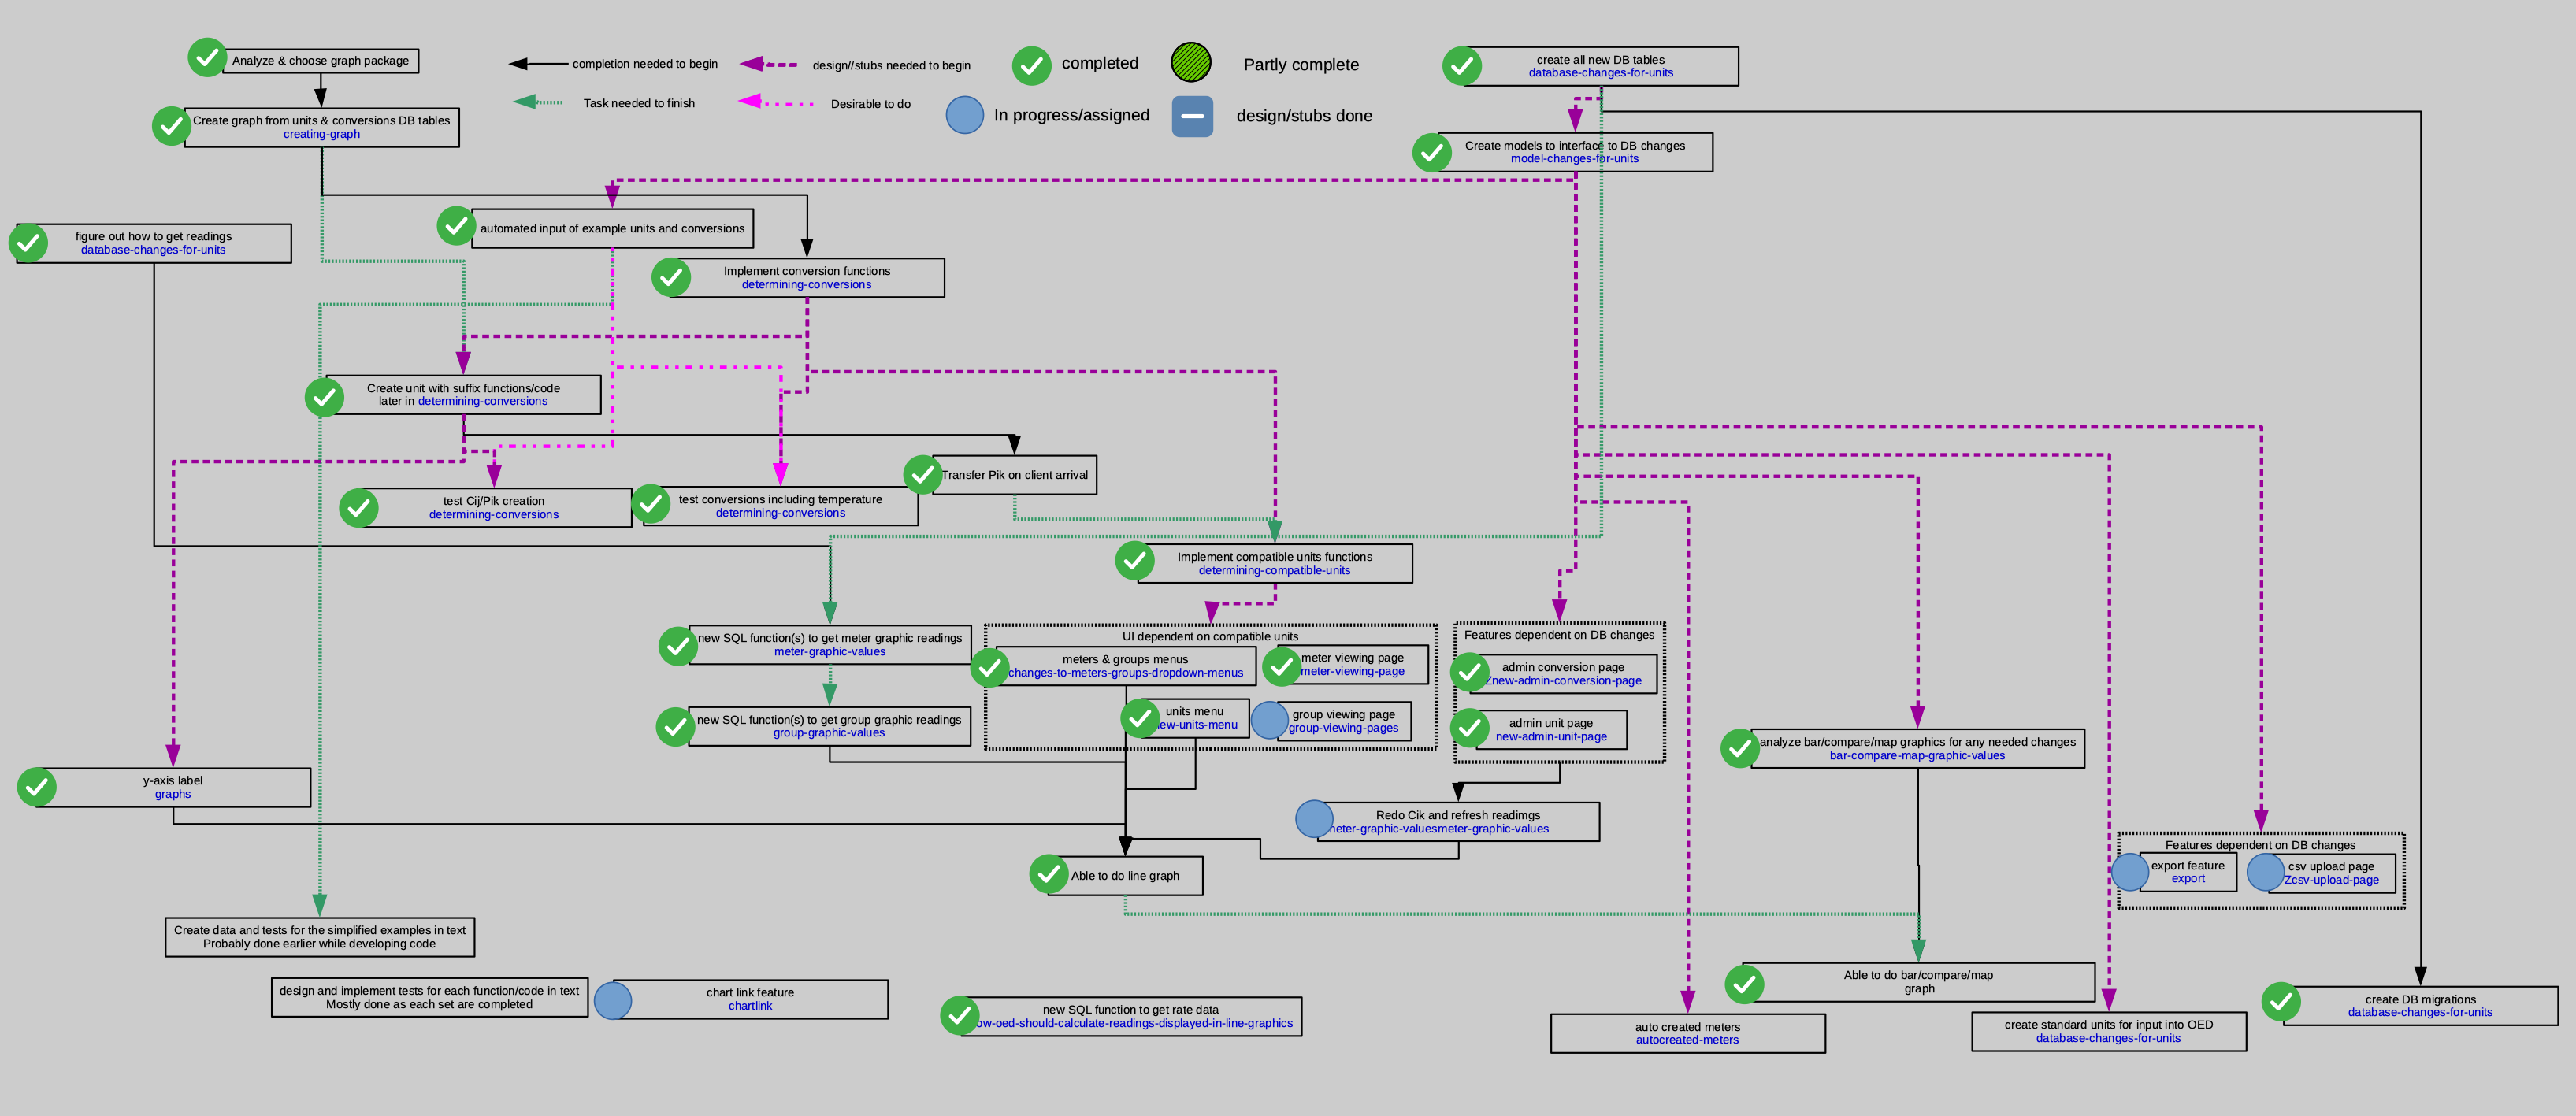 Analyze & choose graph package
completion needed to begin
design//stubs needed to begin
completed
Partly complete
create all new DB tables
database-changes-for-units
Task needed to finish
Desirable to do
In progress/assigned
design/stubs done
Create graph from units & conversions DB tables
creating-graph
Create models to interface to DB changes
model-changes-for-units
figure out how to get readings
database-changes-for-units
automated input of example units and conversions
Implement conversion functions
determining-conversions
Create unit with suffix functions/code
later in determining-conversions
Transfer Pik on client arrival
test Cij/Pik creation
determining-conversions
test conversions including temperature
determining-conversions
Implement compatible units functions
determining-compatible-units
new SQL function(s) to get meter graphic readings
meter-graphic-values
UI dependent on compatible units
meters & groups menus
changes-to-meters-groups-dropdown-menus
meter viewing page
meter-viewing-page
units menu
ew-units-menu
group viewing page
group-viewing-pages
Features dependent on DB changes
admin conversion page
Znew-admin-conversion-page
admin unit page
new-admin-unit-page
new SQL function(s) to get group graphic readings
group-graphic-values
analyze bar/compare/map graphics for any needed changes
bar-compare-map-graphic-values
y-axis label
graphs
Redo Cik and refresh readimgs
neter-graphic-valuesmeter-graphic-values
Features dependent on DB changes
export feature
export
csv upload page
Zcsv-upload-page
Able to do line graph
Create data and tests for the simplified examples in text
Probably done earlier while developing code
design and implement tests for each function/code in text
Mostly done as each set are completed
chart link feature
chartlink
new SQL function to get rate data
ow-oed-should-calculate-readings-displayed-in-line-graphics
Able to do bar/compare/map
graph
auto created meters
autocreated-meters
create standard units for input into OED
database-changes-for-units
create DB migrations
database-changes-for-units